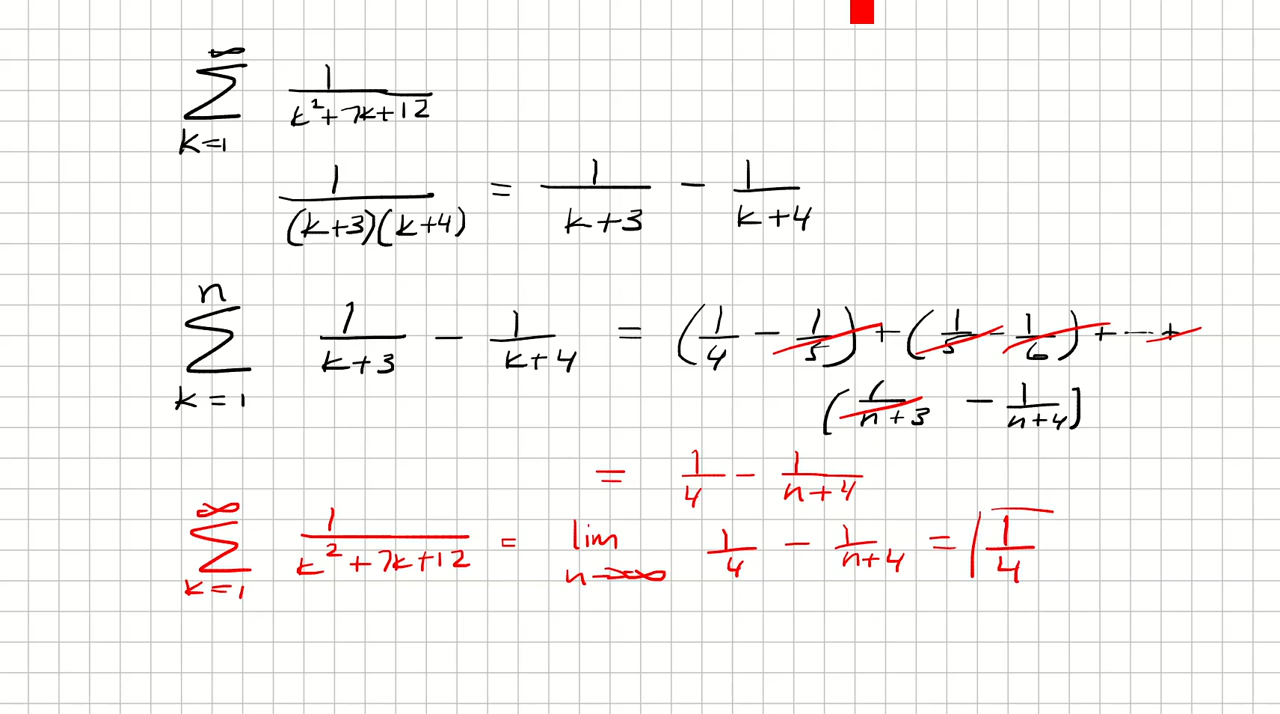 ∞∑k=1 1/(k²+7k+12)
1/((k+3)(k+4)) = 1/(k+3) − 1/(k+4)
n∑k=1 1/(k+3) − 1/(k+4) = (1/4 − 1/5) + (1/5 − 1/6) + ··· +
(1/(n+3) − 1/(n+4)]
= 1/4 − 1/(n+4)
∞∑k=1 1/(k²+7k+12) = lim n→∞ 1/4 − 1/(n+4) = 1/4